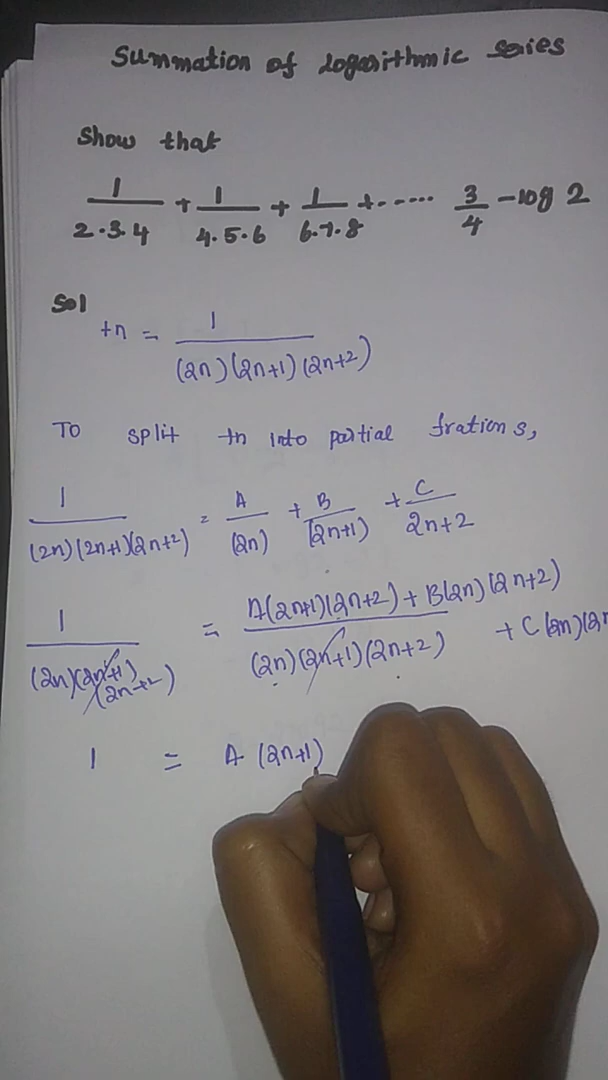 Summation of Logarithmic series
Show that
1/2.3.4 + 1/4.5.6 + 1/6.7.8 + ..... 3/4 - log 2
Sol
tn = 1/(2n)(2n+1)(2n+2)
To split tn into partial frations,
1/(2n)(2n+1)(2n+2) = A/(2n) + B/(2n+1) + C/2n+2
1/(2n)(2n+1)(2n+2) = A(2n+1)(2n+2) + B(2n)(2n+2) + C(2n)(2n/(2n)(2n+1)(2n+2)
1 = A (2n+1)